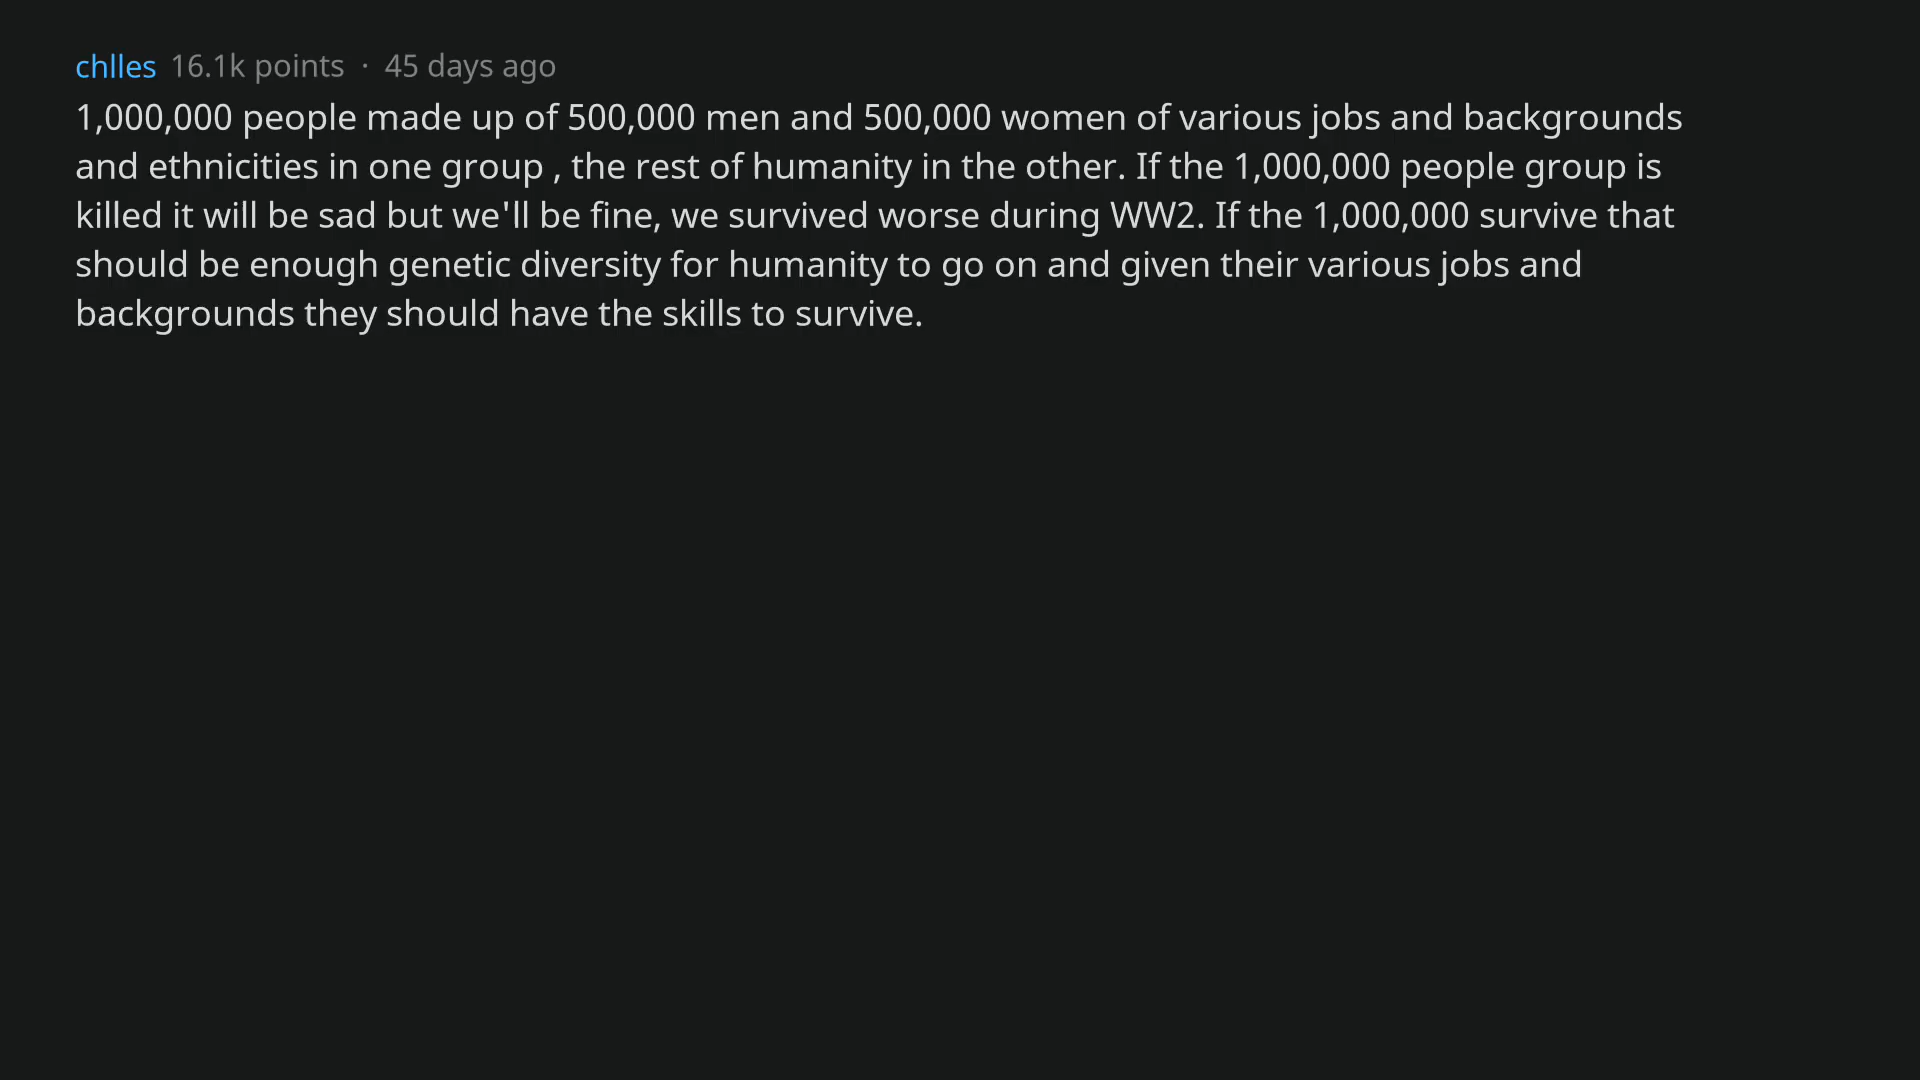 chlles 16.1k points · 45 days ago
1,000,000 people made up of 500,000 men and 500,000 women of various jobs and backgrounds
and ethnicities in one group , the rest of humanity in the other. If the 1,000,000 people group is
killed it will be sad but we'll be fine, we survived worse during WW2. If the 1,000,000 survive that
should be enough genetic diversity for humanity to go on and given their various jobs and
backgrounds they should have the skills to survive.